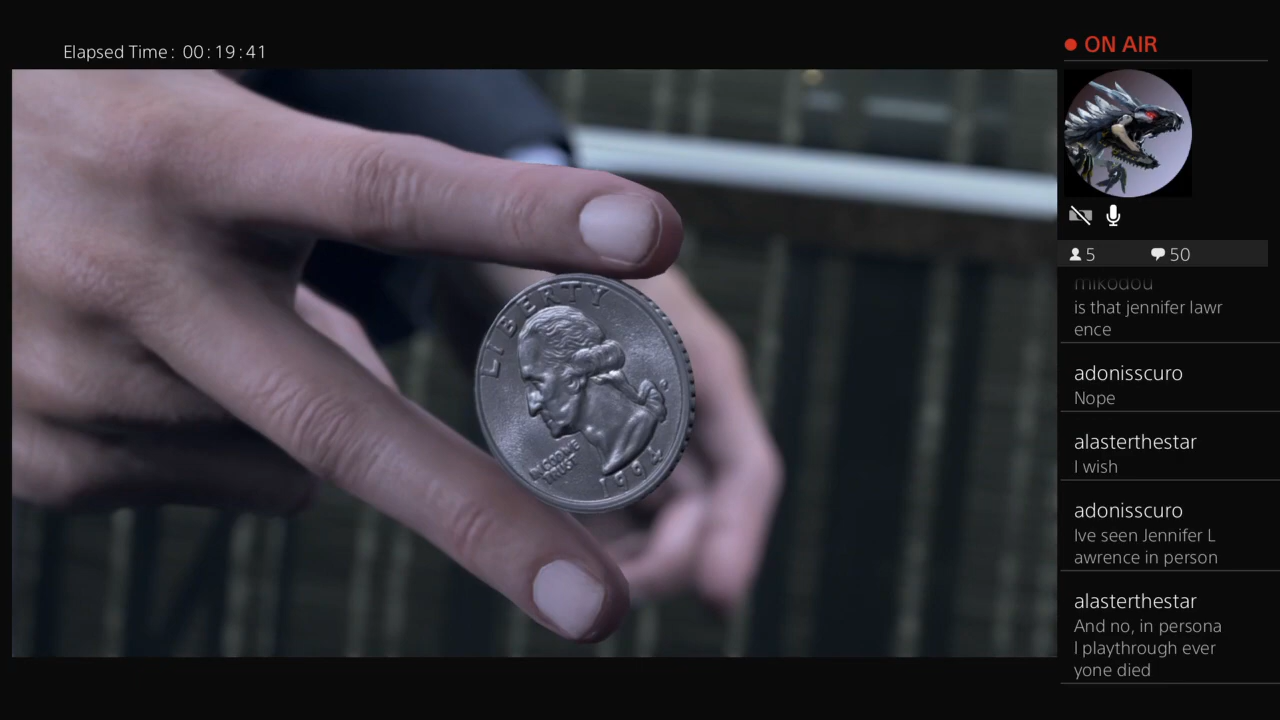 Elapsed Time: 00:19:41
ON AIR
5
50
mikodou
is that jennifer lawr
ence
adonisscuro
Nope
alasterthestar
I wish
adonisscuro
Ive seen Jennifer L
awrence in person
alasterthestar
And no, in persona
l playthrough ever
yone died
LIBERTY
IN GOD WE
TRUST
1994